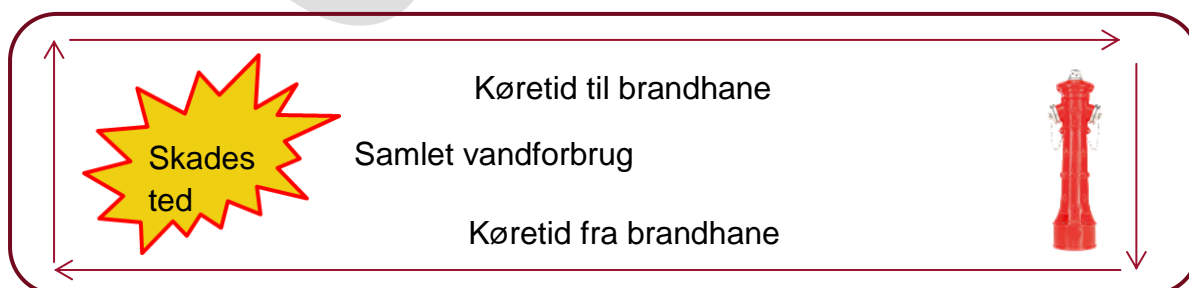 Køretid til brandhane
Samlet vandforbrug
Skades
ted
Køretid fra brandhane